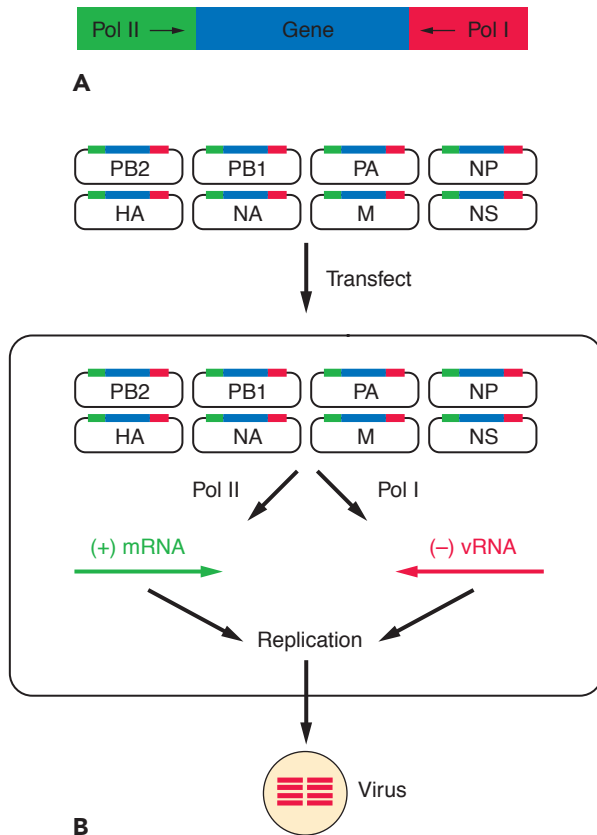 Pol II → Gene ← Pol I
A
PB2 PB1 PA NP
HA NA M NS
Transfect
PB2 PB1 PA NP
HA NA M NS
Pol II Pol I
(+) mRNA (–) vRNA
Replication
Virus
B